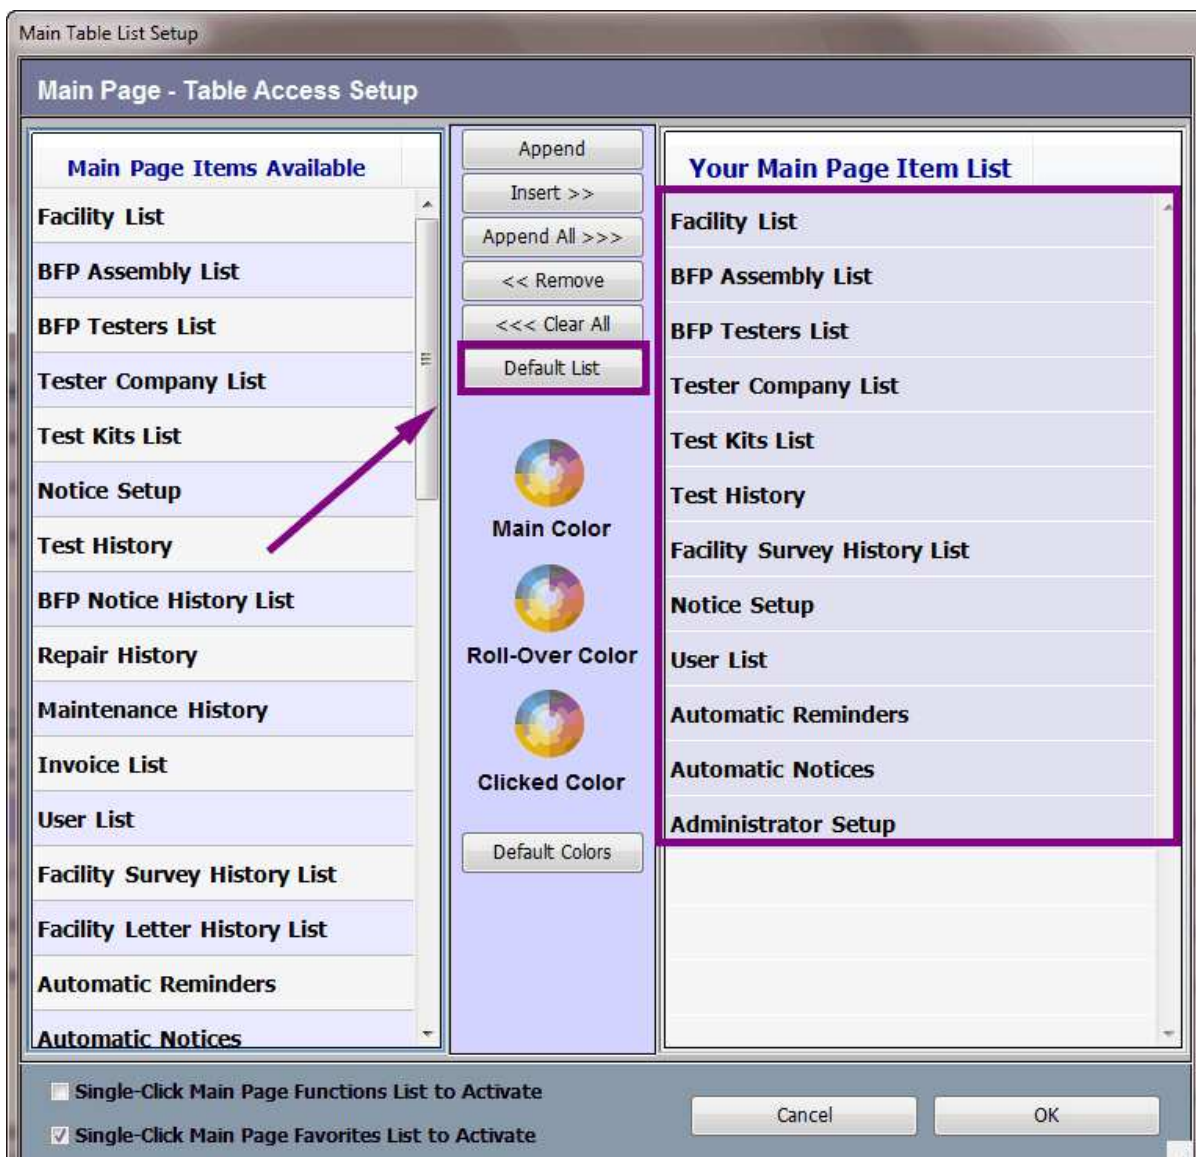 Main Table List Setup
Main Page - Table Access Setup
Main Page Items Available
Facility List
BFP Assembly List
BFP Testers List
Tester Company List
Test Kits List
Notice Setup
Test History
BFP Notice History List
Repair History
Maintenance History
Invoice List
User List
Facility Survey History List
Facility Letter History List
Automatic Reminders
Automatic Notices
Append
Insert >>
Append All >>>
<< Remove
<<< Clear All
Default List
Main Color
Roll-Over Color
Clicked Color
Default Colors
Your Main Page Item List
Facility List
BFP Assembly List
BFP Testers List
Tester Company List
Test Kits List
Test History
Facility Survey History List
Notice Setup
User List
Automatic Reminders
Automatic Notices
Administrator Setup
Single-Click Main Page Functions List to Activate
Single-Click Main Page Favorites List to Activate
Cancel
OK